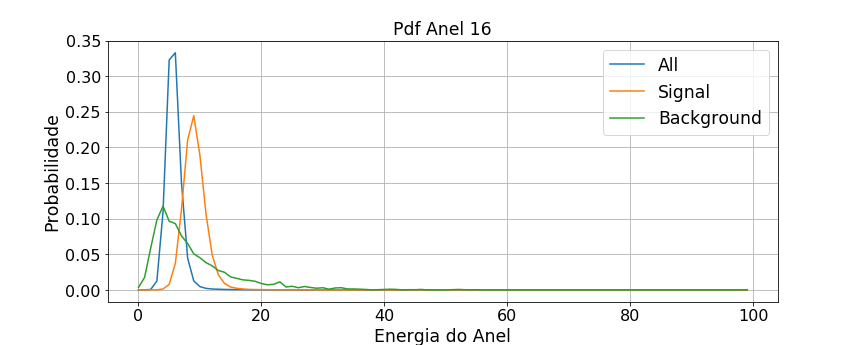 Pdf Anel 16
0.35
0.30
0.25
0.20
0.15
0.10
0.05
0.00
Probabilidade
All
Signal
Background
0 20 40 60 80 100
Energia do Anel